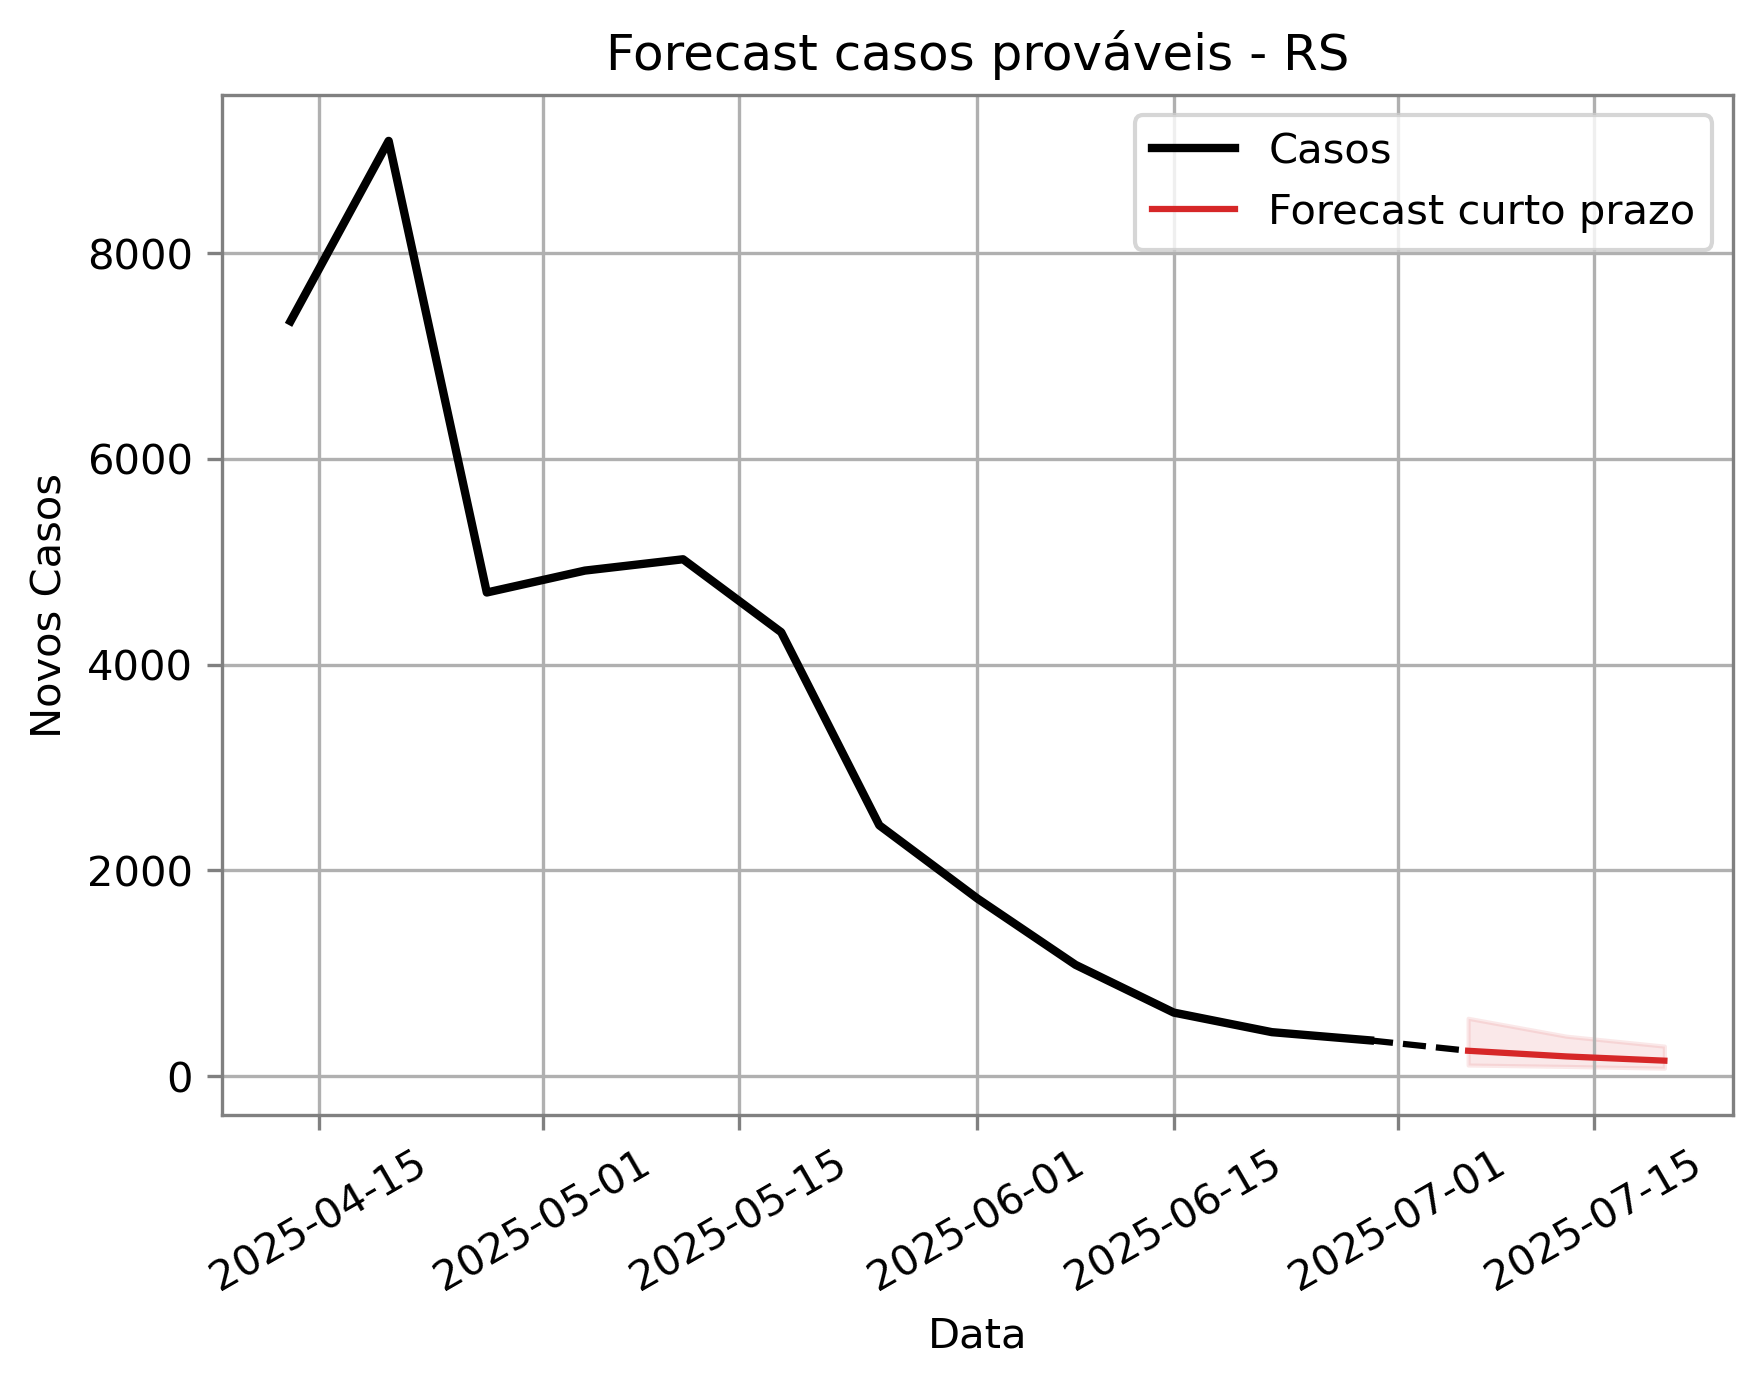 Forecast casos prováveis - RS
Casos
Forecast curto prazo
Novos Casos
8000
6000
4000
2000
0
2025-04-15
2025-05-01
2025-05-15
2025-06-01
2025-06-15
2025-07-01
2025-07-15
Data